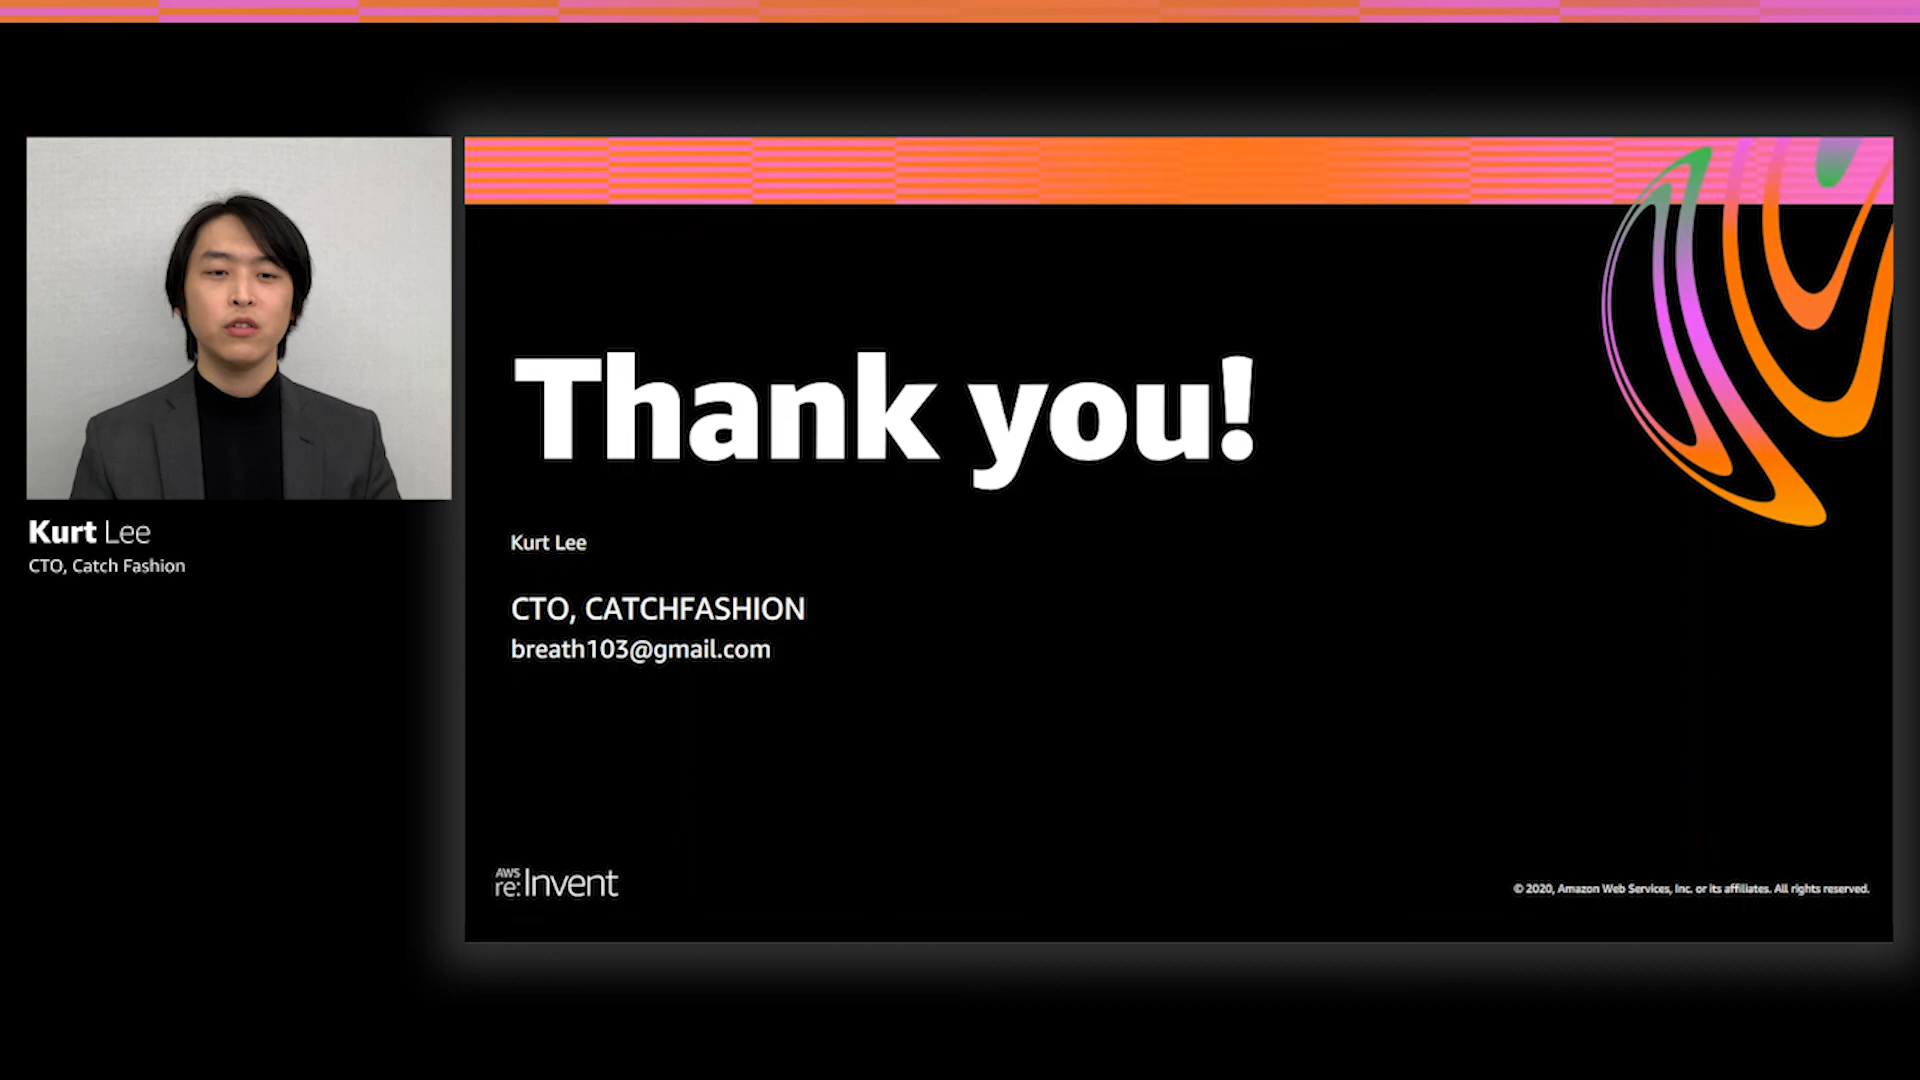 Kurt Lee
CTO, Catch Fashion
Thank you!
Kurt Lee
CTO, CATCHFASHION
breath103@gmail.com
AWS
re:Invent
© 2020, Amazon Web Services, Inc. or its affiliates. All rights reserved.